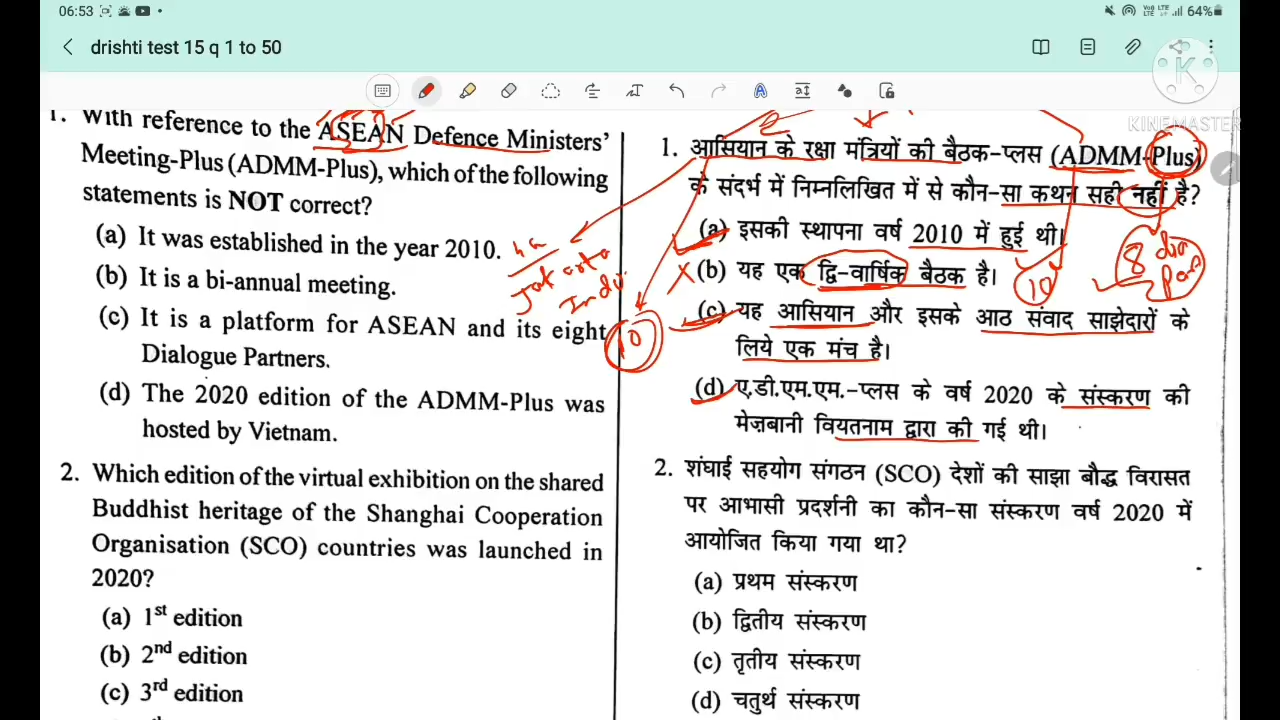 06:53
64%
drishti test 15 q 1 to 50
K
KINEMASTER
1. With reference to the ASEAN Defence Ministers'
Meeting-Plus (ADMM-Plus), which of the following
statements is NOT correct?
(a) It was established in the year 2010.
(b) It is a bi-annual meeting.
(c) It is a platform for ASEAN and its eight
Dialogue Partners.
(d) The 2020 edition of the ADMM-Plus was
hosted by Vietnam.
2. Which edition of the virtual exhibition on the shared
Buddhist heritage of the Shanghai Cooperation
Organisation (SCO) countries was launched in
2020?
(a) 1st edition
(b) 2nd edition
(c) 3rd edition
10
1. आसियान के रक्षा मंत्रियों की बैठक-प्लस (ADMM-Plus)
के संदर्भ में निम्नलिखित में से कौन-सा कथन सही नहीं है?
(a) इसकी स्थापना वर्ष 2010 में हुई थी।
(b) यह एक द्वि-वार्षिक बैठक है।
(c) यह आसियान और इसके आठ संवाद साझेदारों के
लिये एक मंच है।
(d) ए.डी.एम.एम.-प्लस के वर्ष 2020 के संस्करण की
मेज़बानी वियतनाम द्वारा की गई थी।
10
8
2. शंघाई सहयोग संगठन (SCO) देशों की साझा बौद्ध विरासत
पर आभासी प्रदर्शनी का कौन-सा संस्करण वर्ष 2020 में
आयोजित किया गया था?
(a) प्रथम संस्करण
(b) द्वितीय संस्करण
(c) तृतीय संस्करण
(d) चतुर्थ संस्करण